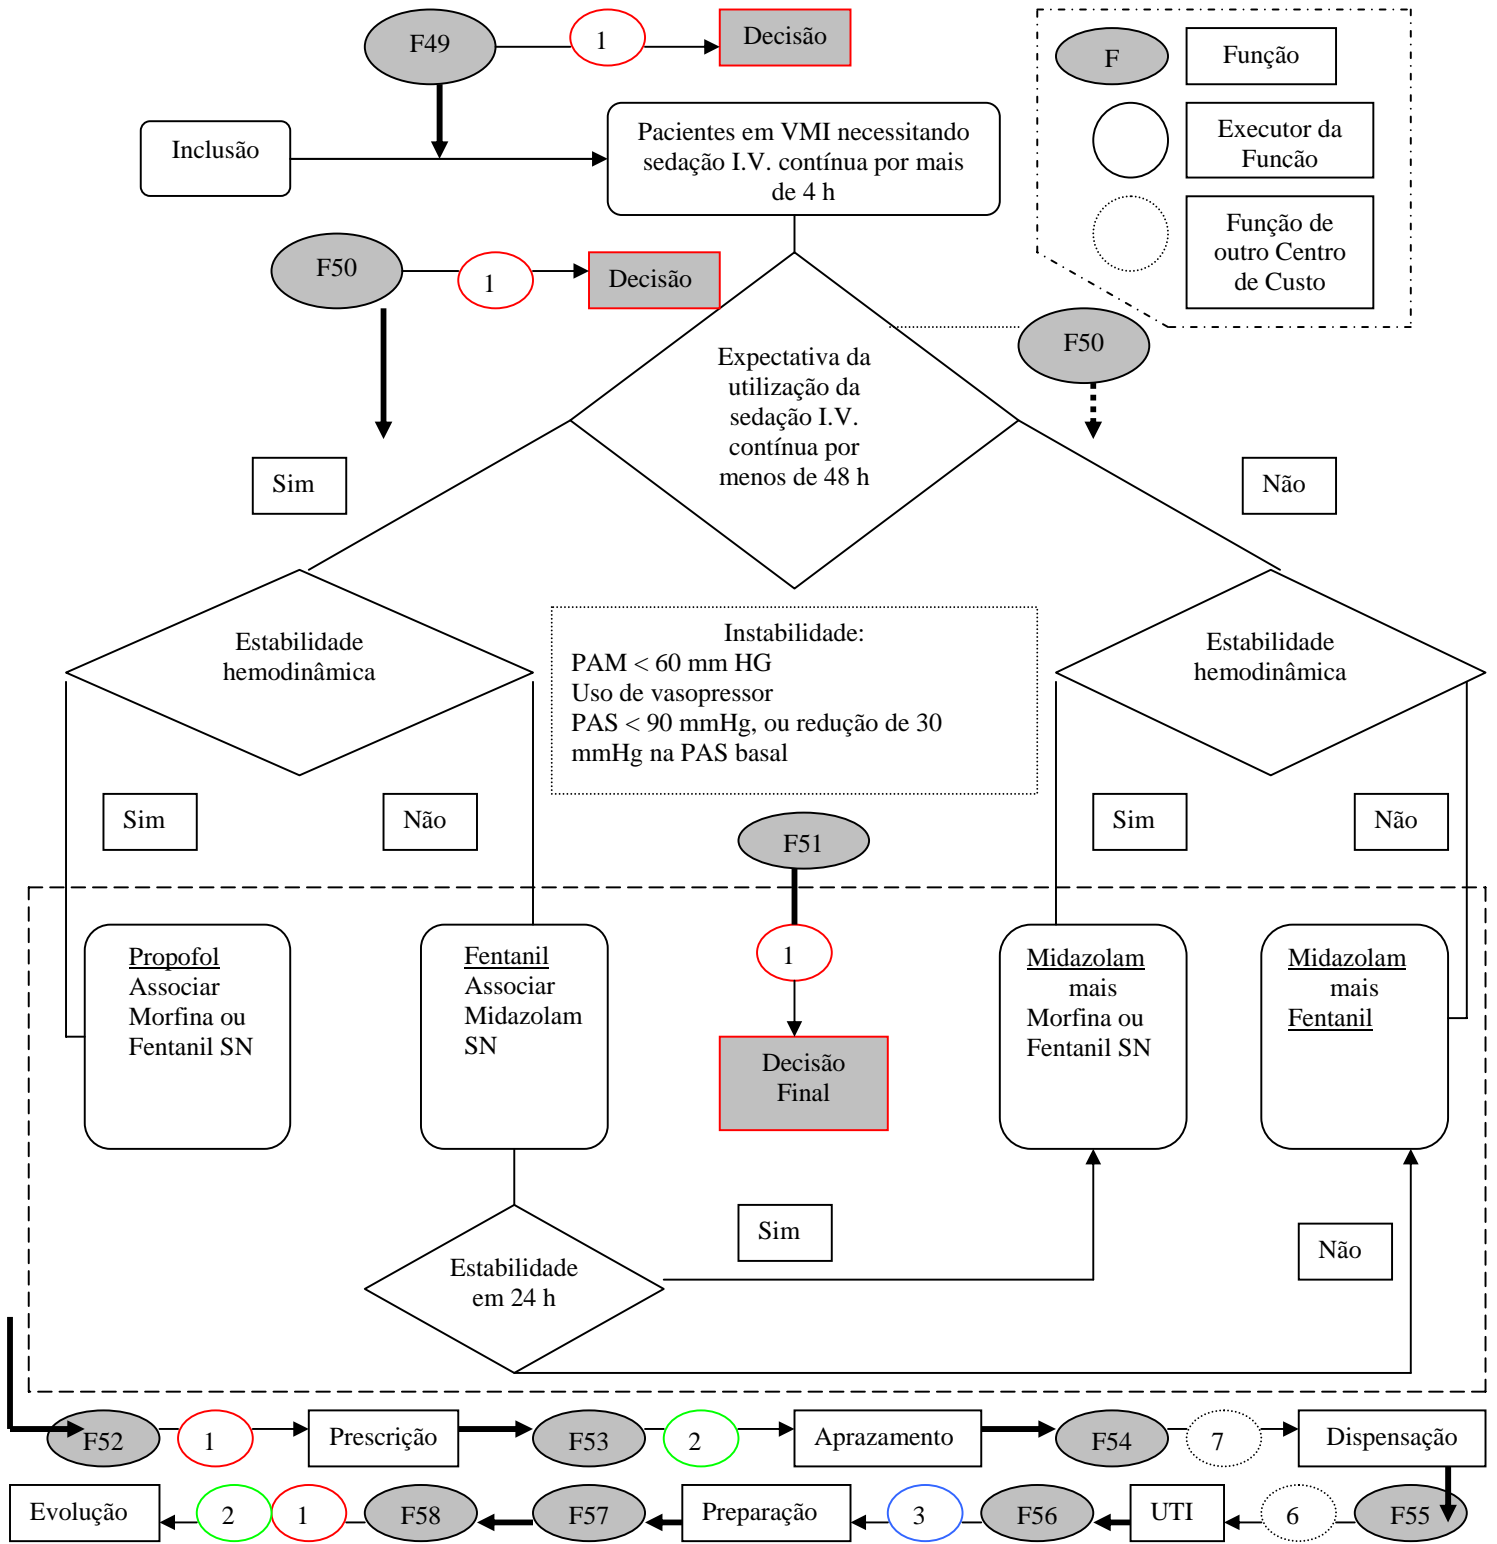 F49
1
Decisão
F
Função
Inclusão
Pacientes em VMI necessitando
sedação I.V. contínua por mais
de 4 h
Executor da
Funcão
Função de
outro Centro
de Custo
F50
1
Decisão
F50
Expectativa da
utilização da
sedação I.V.
contínua por
menos de 48 h
Sim
Não
Estabilidade
hemodinâmica
Instabilidade:
PAM < 60 mm HG
Uso de vasopressor
PAS < 90 mmHg, ou redução de 30
mmHg na PAS basal
Estabilidade
hemodinâmica
Sim
Não
F51
Sim
Não
Propofol
Associar
Morfina ou
Fentanil SN
Fentanil
Associar
Midazolam
SN
1
Decisão
Final
Midazolam
mais
Morfina ou
Fentanil SN
Midazolam
mais
Fentanil
Sim
Não
Estabilidade
em 24 h
F52
1
Prescrição
F53
2
Aprazamento
F54
7
Dispensação
Evolução
2
1
F58
F57
Preparação
3
F56
UTI
6
F55